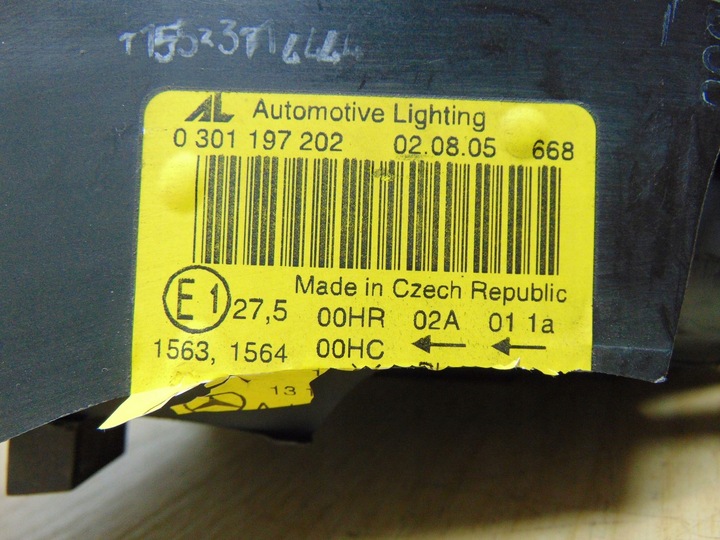 AL Automotive Lighting
0 301 197 202 02.08.05 668
Made in Czech Republic
E1 27,5 00HR 02A 01 1a
1563, 1564 00HC ← ←
13